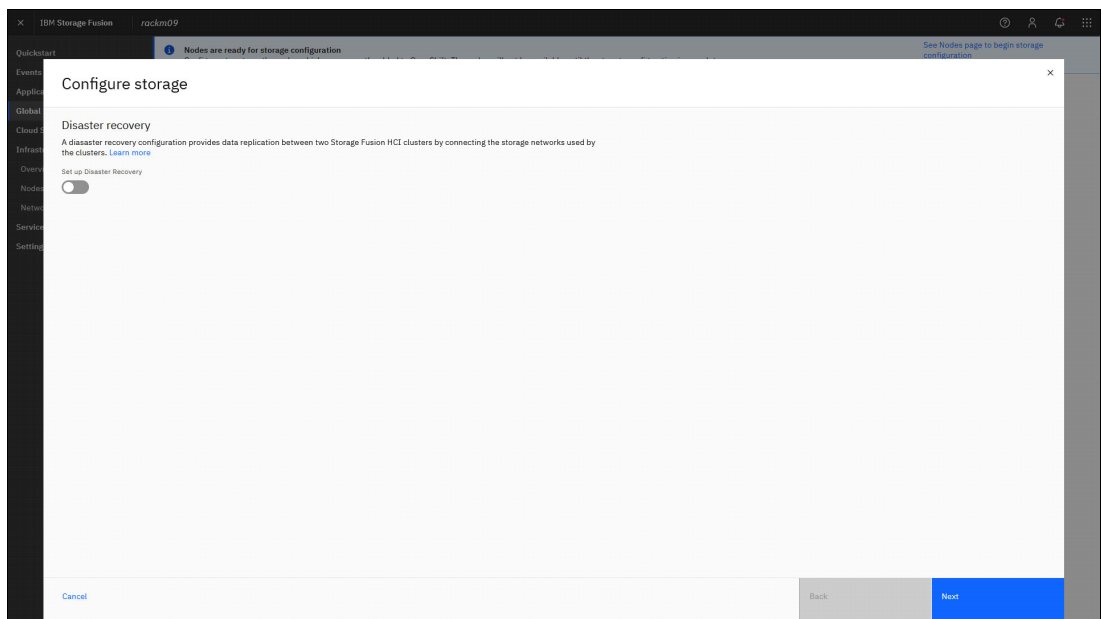 IBM Storage Fusion
rackm09
Quickstart
Nodes are ready for storage configuration
See Nodes page to begin storage
configuration
Events
Configure storage
Applica
Global
Cloud S
Infrastr
Overvi
Nodes
Netwo
Service
Setting
Disaster recovery
A diasaster recovery configuration provides data replication between two Storage Fusion HCI clusters by connecting the storage networks used by
the clusters. Learn more
Set up Disaster Recovery
Cancel
Back
Next